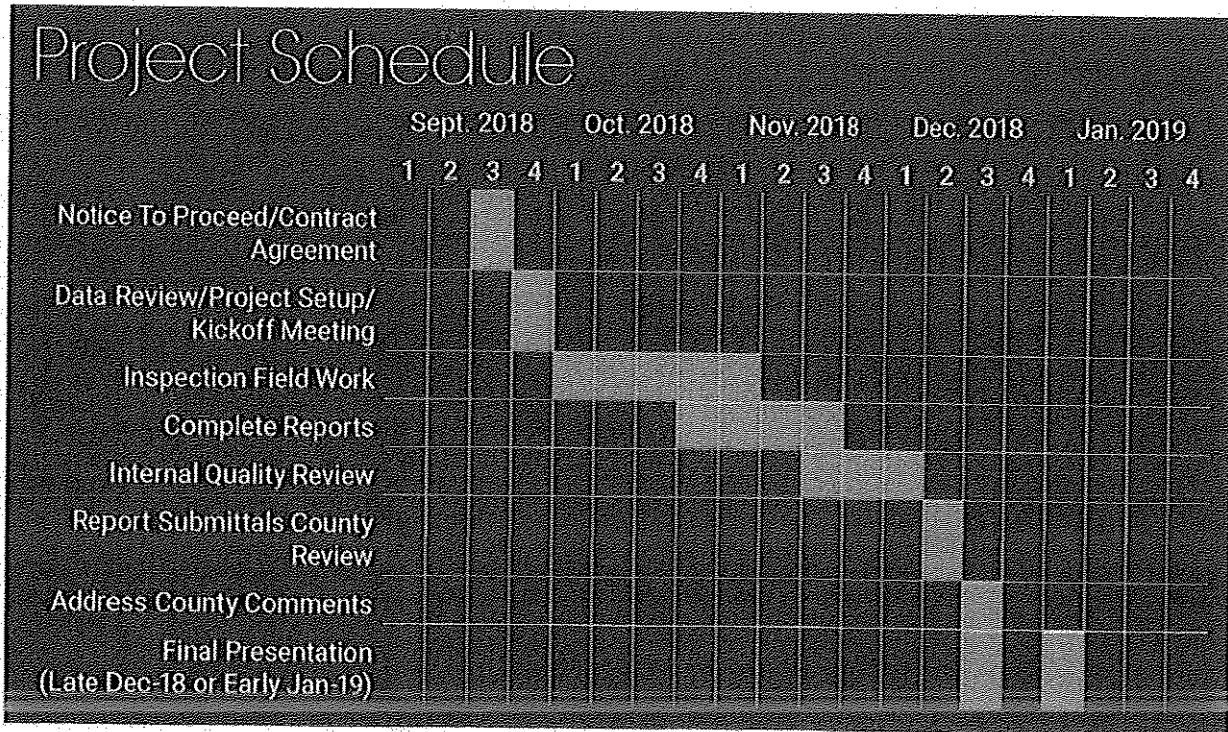 Project Schedule
Sept. 2018 Oct. 2018 Nov. 2018 Dec. 2018 Jan. 2019
1 2 3 4 1 2 3 4 1 2 3 4 1 2 3 4 1 2 3 4
Notice To Proceed/Contract
Agreement
Data Review/Project Setup/
Kickoff Meeting
Inspection Field Work
Complete Reports
Internal Quality Review
Report Submittals County
Review
Address County Comments
Final Presentation
(Late Dec-18 or Early Jan-19)